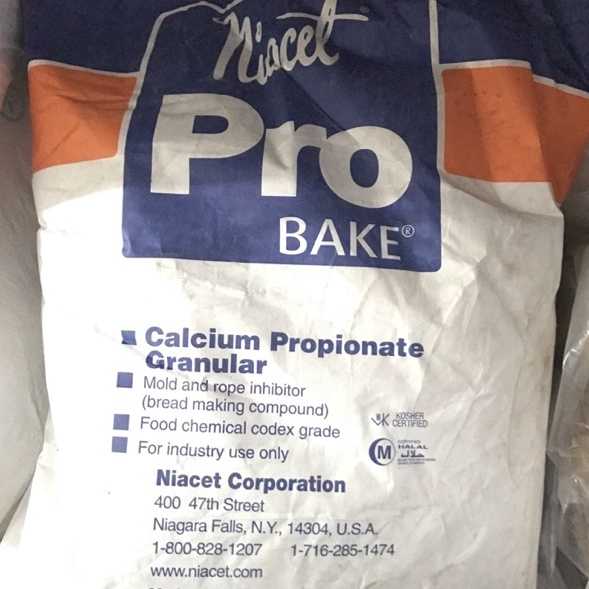 Niacet®
Pro
BAKE®
Calcium Propionate
Granular
Mold and rope inhibitor
(bread making compound)
Food chemical codex grade
For industry use only
KOSHER
CERTIFIED
M
HALAL
حلال
Niacet Corporation
400 47th Street
Niagara Falls, N.Y., 14304, U.S.A.
1-800-828-1207 1-716-285-1474
www.niacet.com